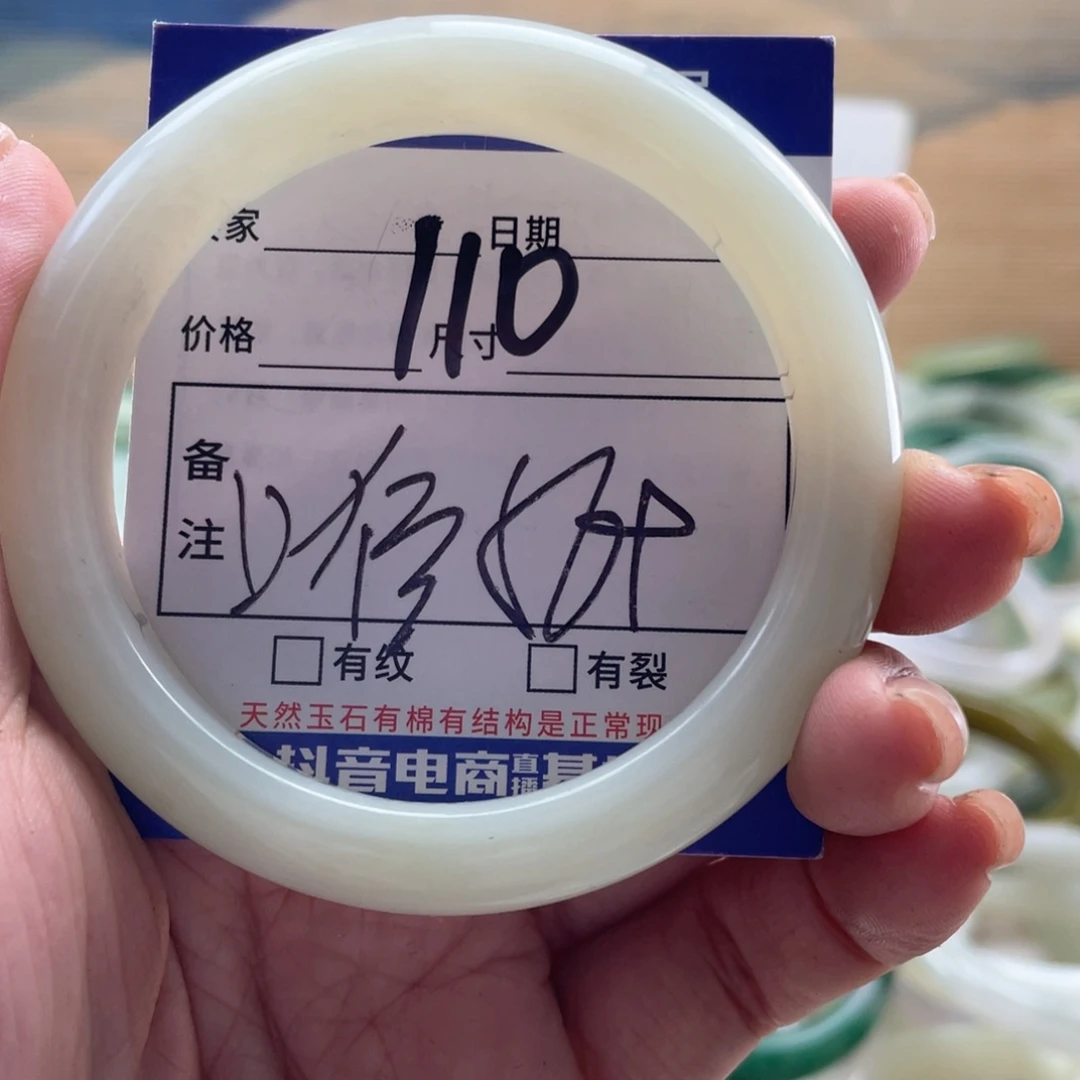 家 日期
110
价格 尺寸
备注
有纹 有裂
天然玉石有棉有结构是正常现
抖音电商直播基